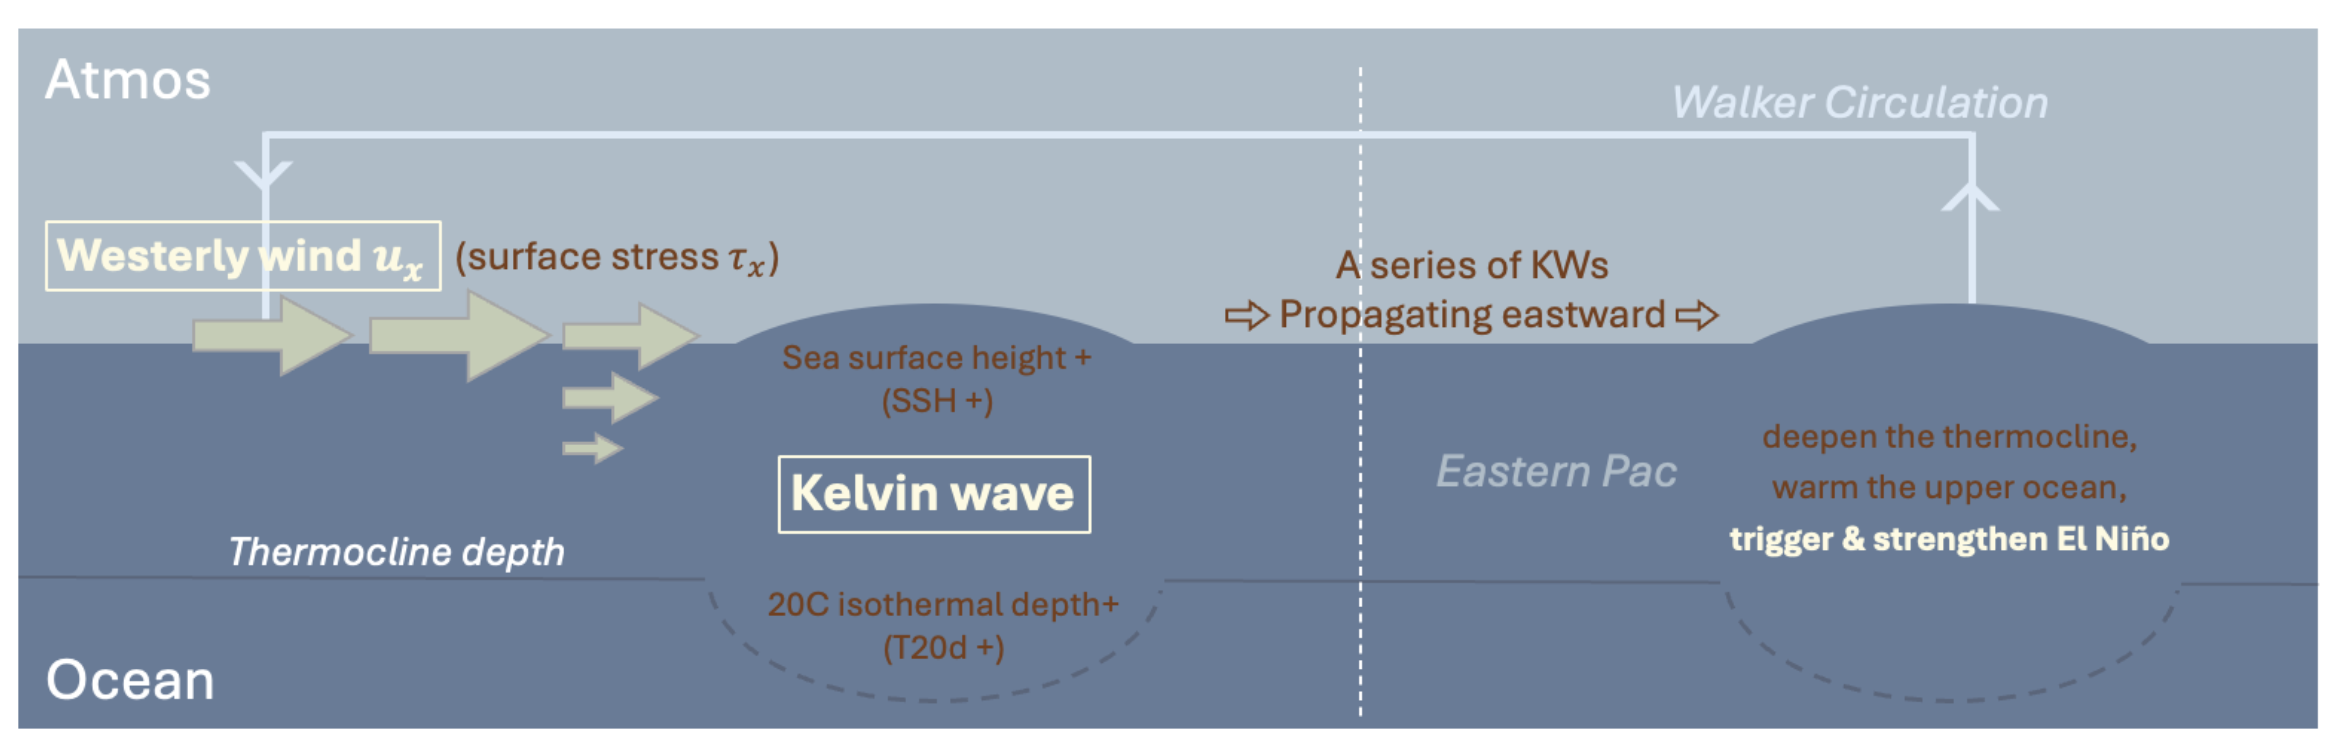 Atmos
Walker Circulation
Westerly wind uₓ (surface stress τₓ)
A series of KWs
⇨ Propagating eastward ⇨
Sea surface height +
(SSH +)
Kelvin wave
Eastern Pac
deepen the thermocline,
warm the upper ocean,
trigger & strengthen El Niño
Thermocline depth
20C isothermal depth+
(T20d +)
Ocean